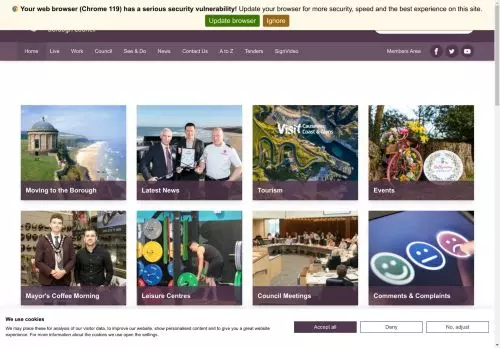 Your web browser (Chrome 119) has a serious security vulnerability! Update your browser for more security, speed and the best experience on this site.
Update browser
Ignore
Borough Council
Home
Live
Work
Council
See & Do
News
Contact Us
A to Z
Tenders
SignVideo
Members Area
Visit Causeway
Coast & Glens
Moving to the Borough
Latest News
Tourism
Events
Mayor's Coffee Morning
Leisure Centres
Council Meetings
Comments & Complaints
We use cookies
We may place these for analysis of our visitor data, to improve our website, show personalised content and to give you a great website
experience. For more information about the cookies we use open the settings.
Accept all
Deny
No, adjust